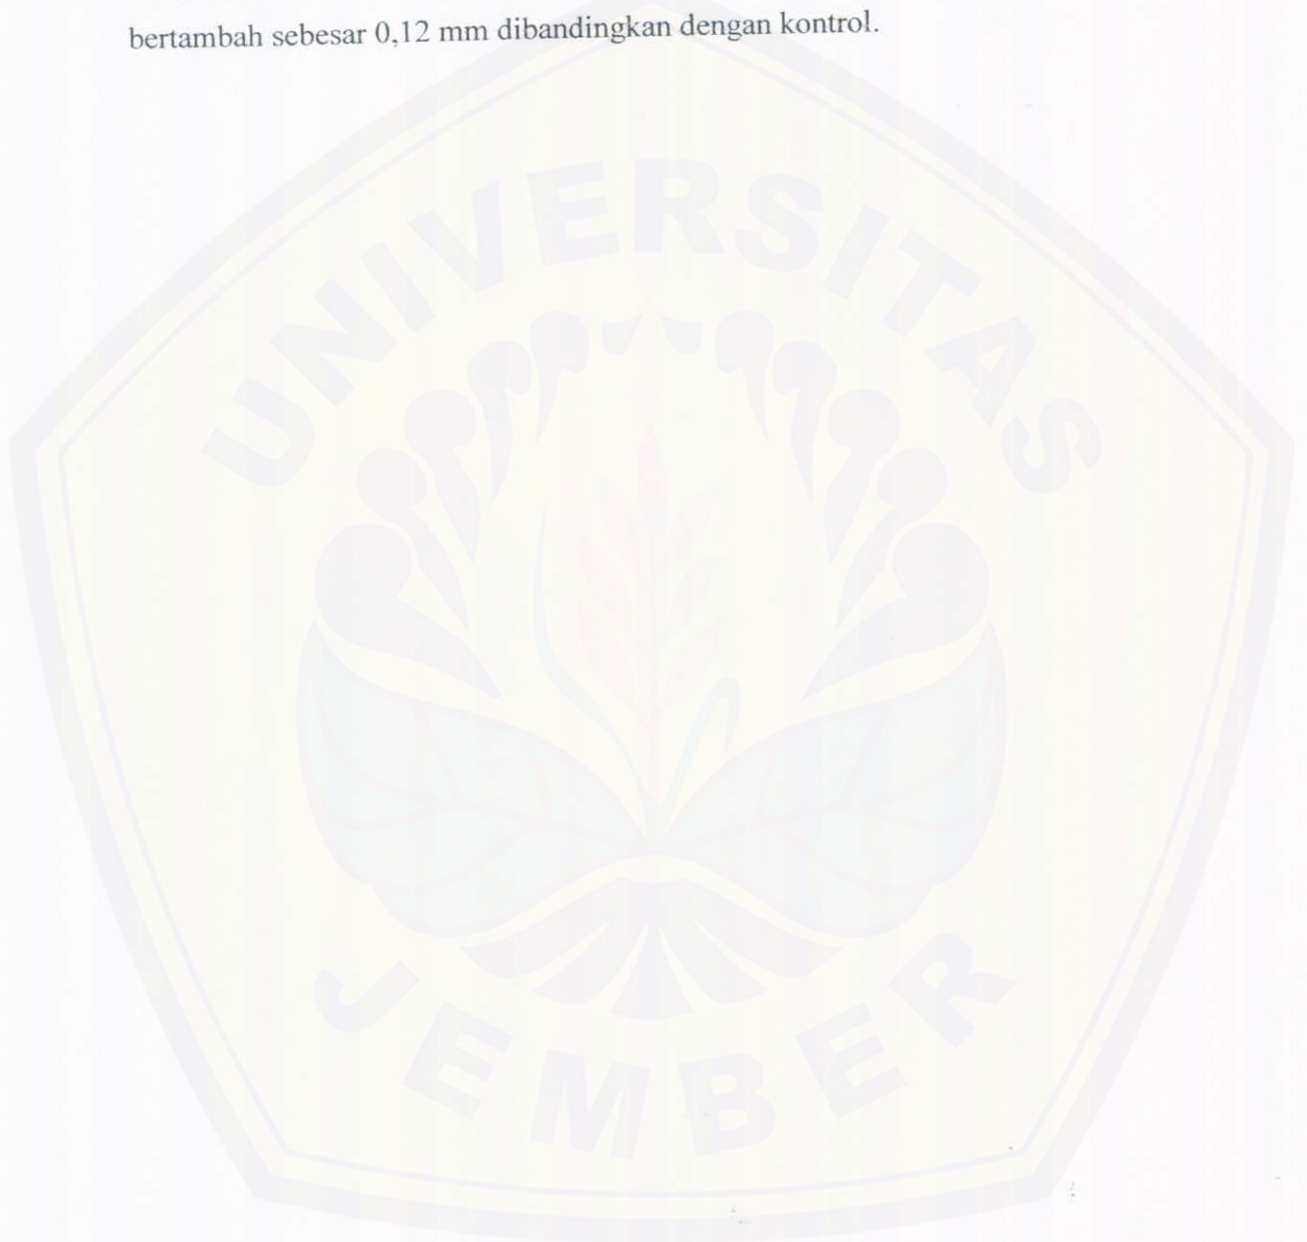 bertambah sebesar 0,12 mm dibandingkan dengan kontrol.
UNIVERSITAS
JEMBER